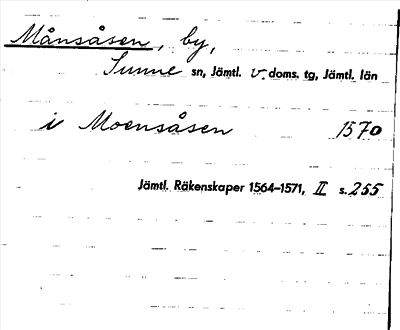 Månsåsen, by,
Sunne sn, Jämtl. v. doms. tg, Jämtl. län
i Moensåsen 1570
Jämtl. Räkenskaper 1564-1571, II s. 255